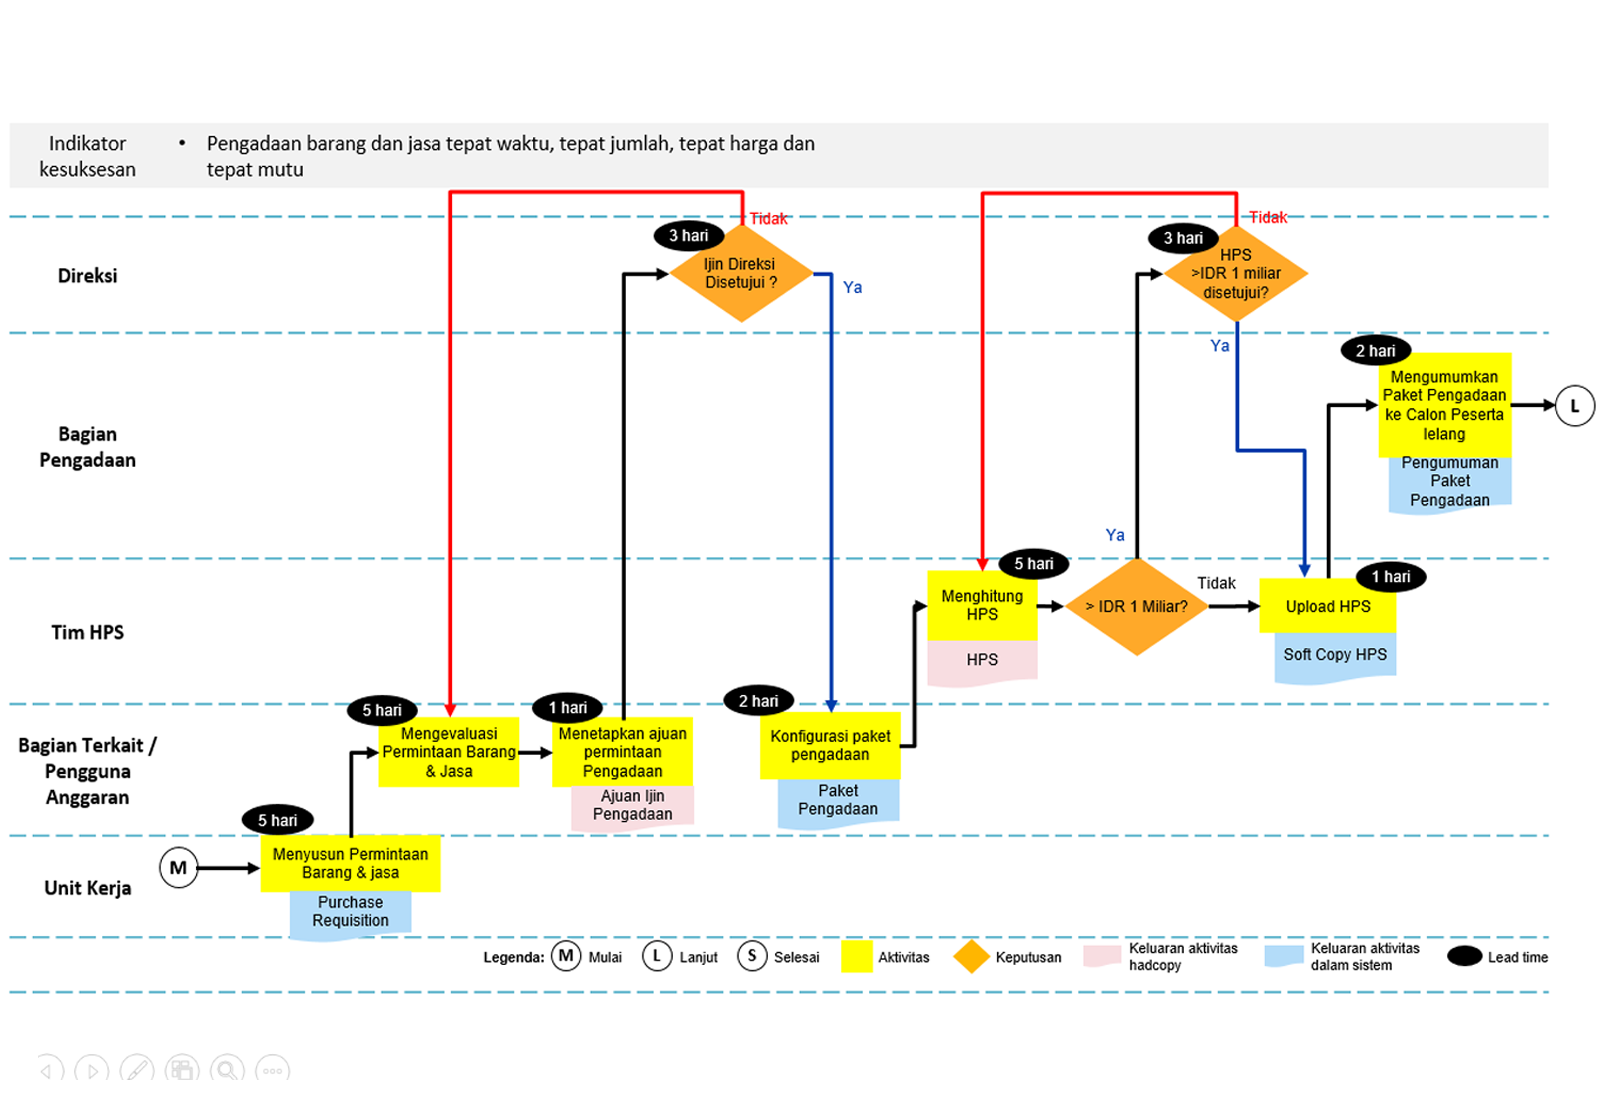 Indikator
kesuksesan
• Pengadaan barang dan jasa tepat waktu, tepat jumlah, tepat harga dan
tepat mutu
Direksi
3 hari
Tidak
Ijin Direksi
Disetujui ?
Ya
3 hari
Tidak
HPS
>IDR 1 miliar
disetujui?
Ya
Bagian
Pengadaan
2 hari
Mengumumkan
Paket Pengadaan
ke Calon Peserta
lelang
Pengumuman
Paket
Pengadaan
L
Tim HPS
5 hari
Menghitung
HPS
HPS
Ya
> IDR 1 Miliar?
Tidak
1 hari
Upload HPS
Soft Copy HPS
Bagian Terkait /
Pengguna
Anggaran
5 hari
Mengevaluasi
Permintaan Barang
& Jasa
1 hari
Menetapkan ajuan
permintaan
Pengadaan
Ajuan Ijin
Pengadaan
2 hari
Konfigurasi paket
pengadaan
Paket
Pengadaan
Unit Kerja
M
5 hari
Menyusun Permintaan
Barang & jasa
Purchase
Requisition
Legenda:
M Mulai
L Lanjut
S Selesai
Aktivitas
Keputusan
Keluaran aktivitas
hadcopy
Keluaran aktivitas
dalam sistem
Lead time